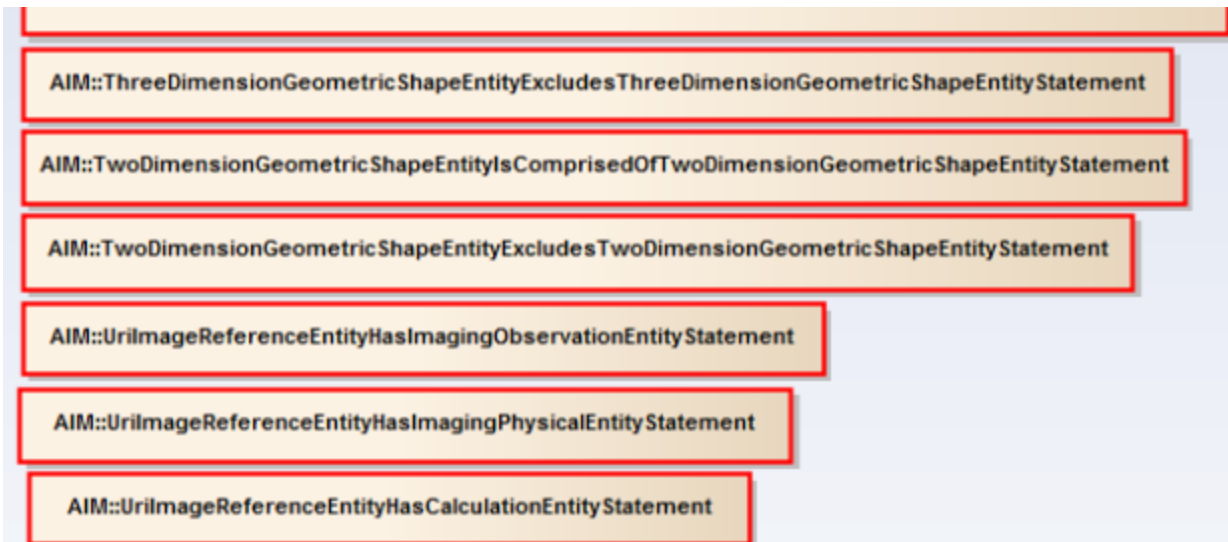 AIM::ThreeDimensionGeometricShapeEntityExcludesThreeDimensionGeometricShapeEntityStatement
AIM::TwoDimensionGeometricShapeEntityIsComprisedOfTwoDimensionGeometricShapeEntityStatement
AIM::TwoDimensionGeometricShapeEntityExcludesTwoDimensionGeometricShapeEntityStatement
AIM::UriImageReferenceEntityHasImagingObservationEntityStatement
AIM::UriImageReferenceEntityHasImagingPhysicalEntityStatement
AIM::UriImageReferenceEntityHasCalculationEntityStatement